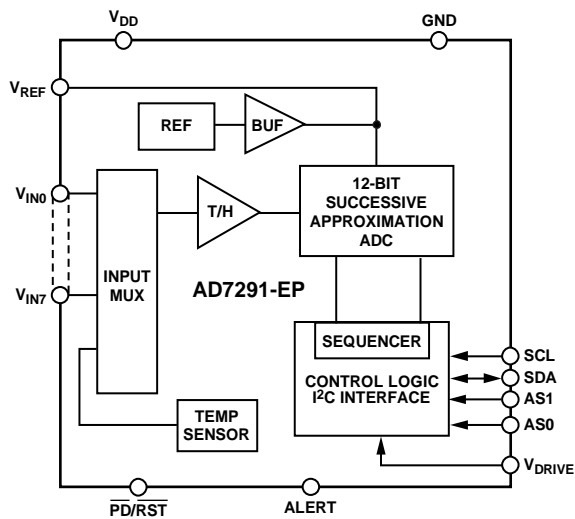 VDD
GND
VREF
REF
BUF
VIN0
VIN7
INPUT
MUX
T/H
12-BIT
SUCCESSIVE
APPROXIMATION
ADC
AD7291-EP
SEQUENCER
CONTROL LOGIC
I2C INTERFACE
TEMP
SENSOR
SCL
SDA
AS1
AS0
VDRIVE
PD/RST
ALERT